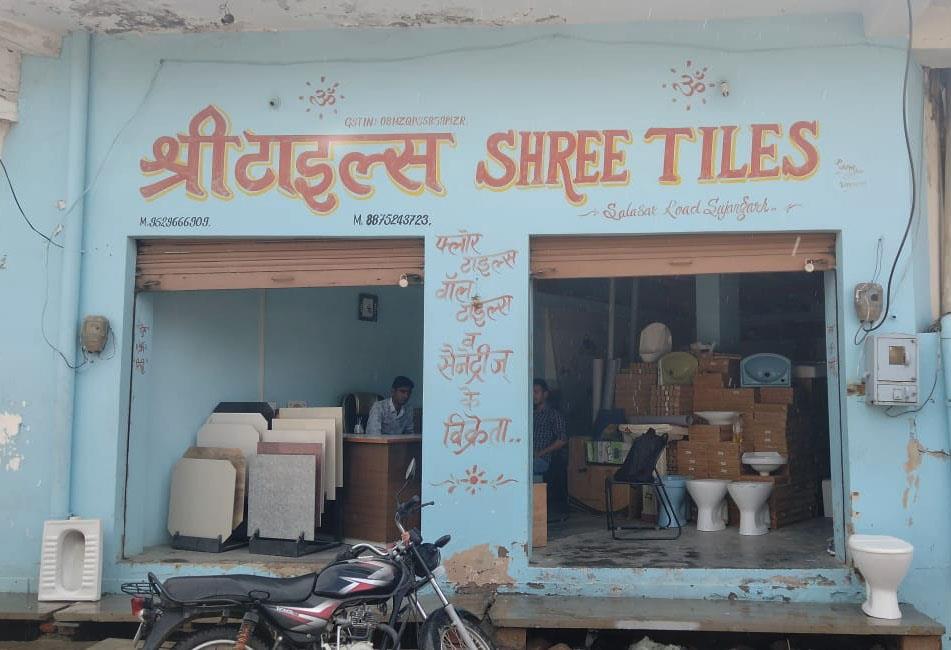 ॐ
ॐ
श्री टाइल्स
SHREE TILES
Salasar Road Sujangarh..
M.9529666909.
M. 8875243723.
फ्लोर
टाइल्स
वॉल
टाइल्स
व
सैनेट्रीज्
के
विक्रेता..